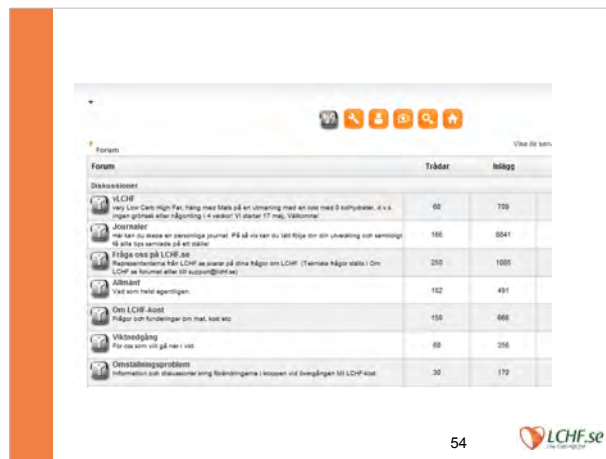 Visa de sena
Forum
Forum Trådar Inlägg
Diskussioner
vLCHF
very Low Carb High Fat, häng med Mats på en utmaning med en kost med 0 kolhydrater, d.v.s.
ingen grönsak eller någonting i 4 veckor! Vi startar 17 maj, Välkomna!
68 789
Journaler
Här kan du skapa en personliga journal. På så vis kan du lätt följa din din utveckling och samtidigt
få alla tips samlade på ett ställe!
166 8841
Fråga oss på LCHF.se
Representanterna från LCHF.se svarar på dina frågor om LCHF. (Tekniska frågor ställs i Om
LCHF.se forumet eller till support@lchf.se)
250 1085
Allmänt
Vad som helst egentligen.
102 491
Om LCHF-kost
Frågor och funderingar om mat, kost etc
150 666
Viktnedgång
För oss som vill gå ner i vikt.
68 356
Omställningsproblem
Information och diskussioner kring förändringarna i kroppen vid övergången till LCHF-kost.
30 170
54
LCHF.se